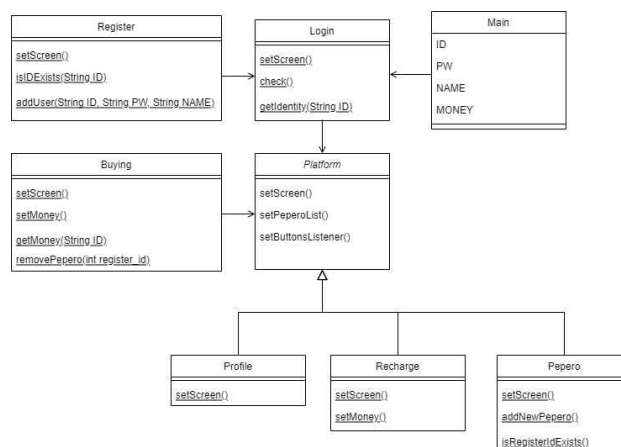 Register
setScreen()
isIDExists(String ID)
addUser(String ID, String PW, String NAME)
Login
setScreen()
check()
getIdentity(String ID)
Main
ID
PW
NAME
MONEY
Buying
setScreen()
setMoney()
getMoney(String ID)
removePepero(int register_id)
Platform
setScreen()
setPeperoList()
setButtonsListener()
Profile
setScreen()
Recharge
setScreen()
setMoney()
Pepero
setScreen()
addNewPepero()
isRegisterIdExists()